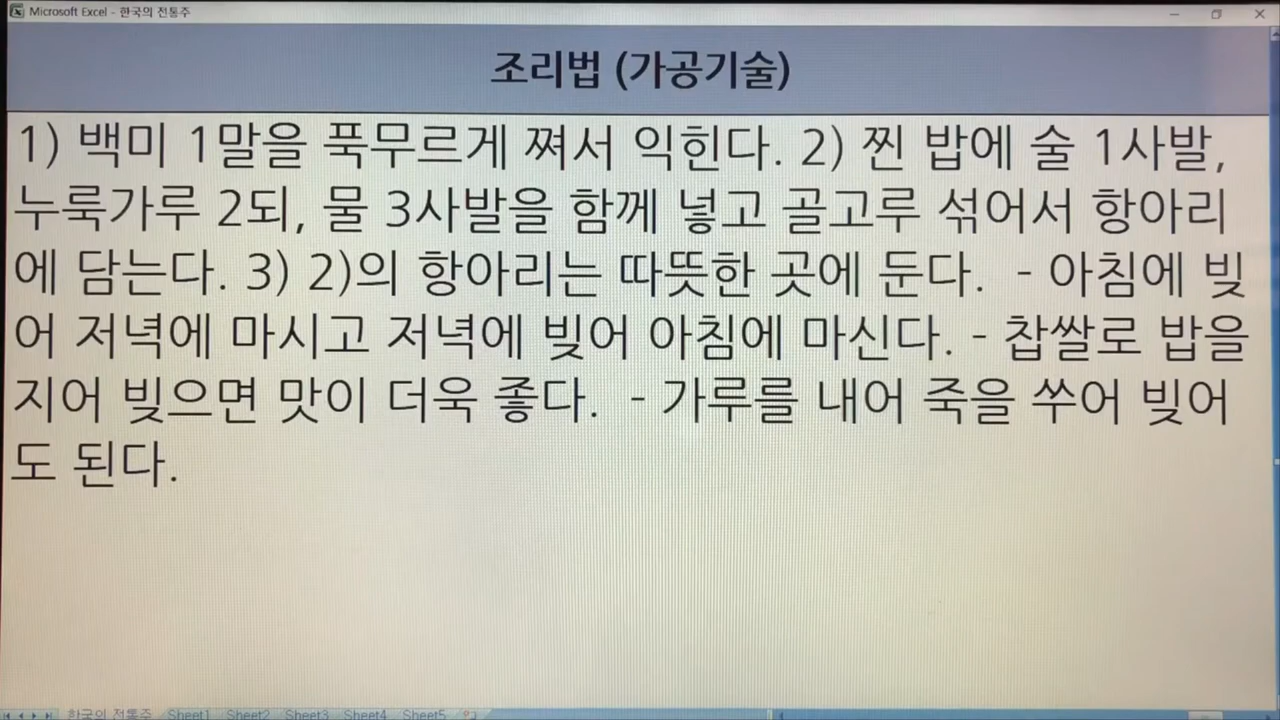 Microsoft Excel - 한국의 전통주
조리법 (가공기술)
1) 백미 1말을 푹무르게 쪄서 익힌다. 2) 찐 밥에 술 1사발,
누룩가루 2되, 물 3사발을 함께 넣고 골고루 섞어서 항아리
에 담는다. 3) 2)의 항아리는 따뜻한 곳에 둔다. - 아침에 빚
어 저녁에 마시고 저녁에 빚어 아침에 마신다. - 찹쌀로 밥을
지어 빚으면 맛이 더욱 좋다. - 가루를 내어 죽을 쑤어 빚어
도 된다.
한국의 전통주 Sheet1 Sheet2 Sheet3 Sheet4 Sheet5